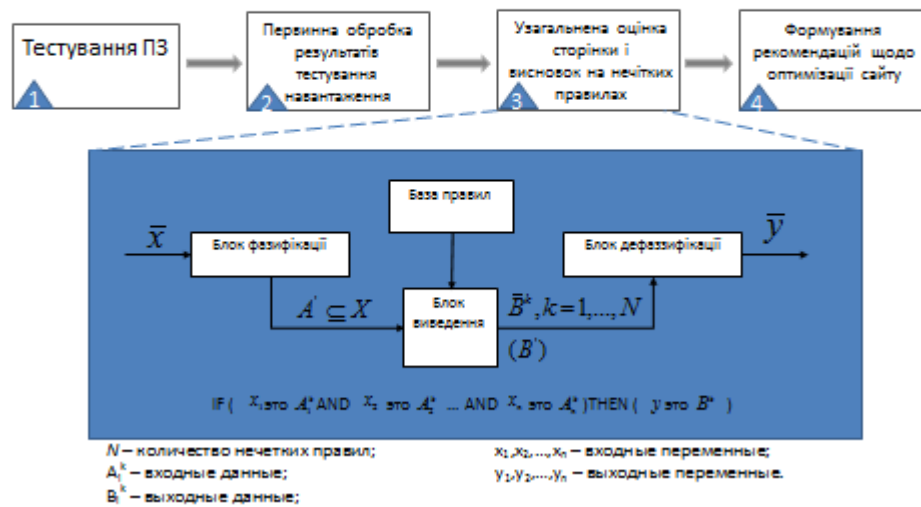 Тестування ПЗ
1
Первинна обробка
результатів
тестування
навантаження
2
Узагальнена оцінка
сторінки і
висновок на нечітких
правилах
3
Формування
рекомендацій щодо
оптимізації сайту
4
База правил
x̅
Блок фазифікації
Блок дефаззифікації
y̅
A' ⊆ X
Блок
виведення
B̅ᵏ, k = 1,..., N
(B')
IF ( x₁ это A₁ᵏ AND x₂ это A₂ᵏ ... AND xₙ это Aₙᵏ )THEN ( y это Bᵏ )
N – количество нечетких правил;
Aᵢᵏ – входные данные;
Bᵢᵏ – выходные данные;
x₁,x₂,...,xₙ – входные переменные;
y₁,y₂,...,yₙ – выходные переменные.